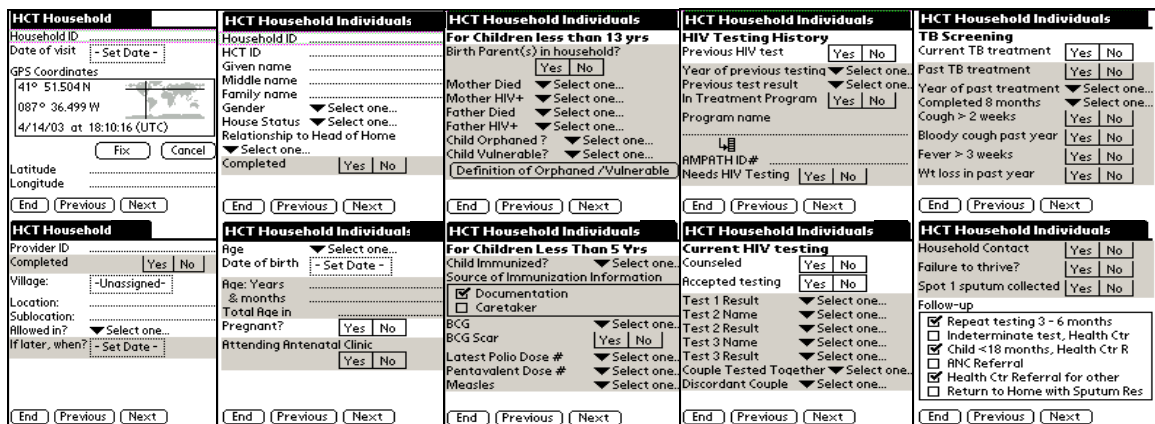 HCT Household
Household ID
Date of visit - Set Date -
GPS Coordinates
41º 51.504 N
087º 36.499 W
4/14/03 at 18:10:16 (UTC)
Fix Cancel
Latitude
Longitude
End Previous Next
HCT Household Individuals
Household ID
HCT ID
Given name
Middle name
Family name
Gender Select one...
House Status Select one...
Relationship to Head of Home
Select one...
Completed Yes No
End Previous Next
HCT Household Individuals
For Children less than 13 yrs
Birth Parent(s) in household?
Yes No
Mother Died Select one...
Mother HIV+ Select one...
Father Died Select one...
Father HIV+ Select one...
Child Orphaned ? Select one...
Child Vulnerable? Select one...
Definition of Orphaned /Vulnerable
End Previous Next
HCT Household Individuals
HIV Testing History
Previous HIV test Yes No
Year of previous testing Select one..
Previous test result Select one...
In Treatment Program Yes No
Program name
AMPATH ID#
Needs HIV Testing Yes No
End Previous Next
HCT Household Individuals
TB Screening
Current TB treatment Yes No
Past TB treatment Yes No
Year of past treatment Select one...
Completed 8 months Select one...
Cough > 2 weeks Yes No
Bloody cough past year Yes No
Fever > 3 weeks Yes No
Wt loss in past year Yes No
End Previous Next
HCT Household
Provider ID
Completed Yes No
Village: -Unassigned-
Location:
Sublocation:
Allowed in? Select one...
If later, when? - Set Date -
End Previous Next
HCT Household Individuals
Age Select one...
Date of birth - Set Date -
Age: Years
& months
Total Age in
Pregnant? Yes No
Attending Antenatal Clinic
Yes No
End Previous Next
HCT Household Individuals
For Children Less Than 5 Yrs
Child Immunized? Select one..
Source of Immunization Information
Documentation
Caretaker
BCG Select one...
BCG Scar Yes No
Latest Polio Dose # Select one...
Pentavalent Dose # Select one...
Measles Select one...
End Previous Next
HCT Household Individuals
Current HIV testing
Counseled Yes No
Accepted testing Yes No
Test 1 Result Select one...
Test 2 Name Select one...
Test 2 Result Select one...
Test 3 Name Select one...
Test 3 Result Select one...
Couple Tested Together Select one...
Discordant Couple Select one...
End Previous Next
HCT Household Individuals
Household Contact Yes No
Failure to thrive? Yes No
Spot 1 sputum collected Yes No
Follow-up
Repeat testing 3 - 6 months
Indeterminate test, Health Ctr
Child <18 months, Health Ctr R
ANC Referral
Health Ctr Referral for other
Return to Home with Sputum Res
End Previous Next